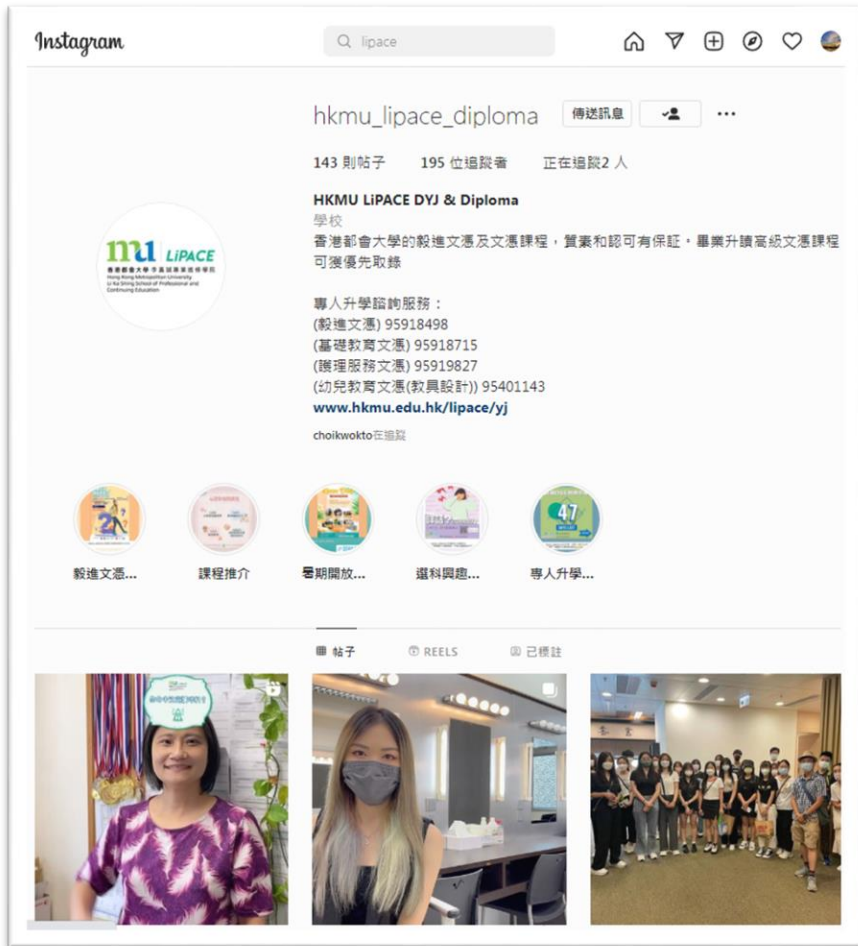 Instagram
lipace
hkmu_lipace_diploma
傳送訊息
143 則帖子 195 位追蹤者 正在追蹤2 人
HKMU LiPACE DYJ & Diploma
學校
香港都會大學的毅進文憑及文憑課程，質素和認可有保証。畢業升讀高級文憑課程
可獲優先取錄
專人升學諮詢服務：
(毅進文憑) 95918498
(基礎教育文憑) 95918715
(護理服務文憑) 95919827
(幼兒教育文憑(教具設計)) 95401143
www.hkmu.edu.hk/lipace/yj
choikwokto在追蹤
mu LiPACE
香港都會大學 李嘉誠專業進修學院
Hong Kong Metropolitan University
Li Ka Shing School of Professional and
Continuing Education
2
47
毅進文憑...
課程推介
暑期開放...
選科興趣...
專人升學...
帖子
REELS
已標註